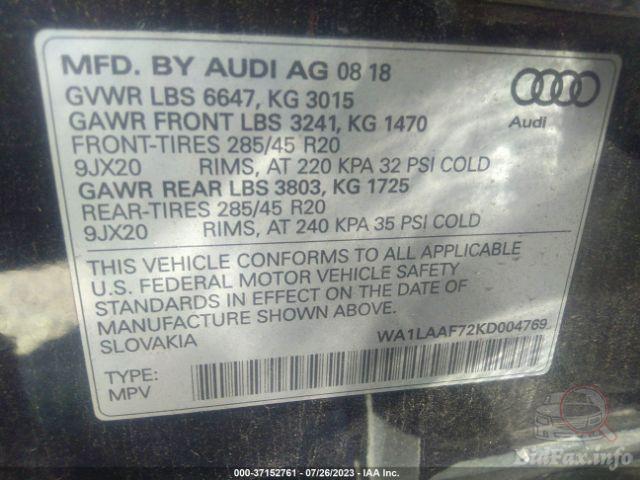 MFD. BY AUDI AG 08 18
GVWR LBS 6647, KG 3015
GAWR FRONT LBS 3241, KG 1470
Audi
FRONT-TIRES 285/45 R20
9JX20 RIMS, AT 220 KPA 32 PSI COLD
GAWR REAR LBS 3803, KG 1725
REAR-TIRES 285/45 R20
9JX20 RIMS, AT 240 KPA 35 PSI COLD
THIS VEHICLE CONFORMS TO ALL APPLICABLE
U.S. FEDERAL MOTOR VEHICLE SAFETY
STANDARDS IN EFFECT ON THE DATE OF
MANUFACTURE SHOWN ABOVE.
SLOVAKIA
WA1LAAF72KD004769
TYPE:
MPV
BidFax.info
000-37152761 - 07/26/2023 - IAA Inc.